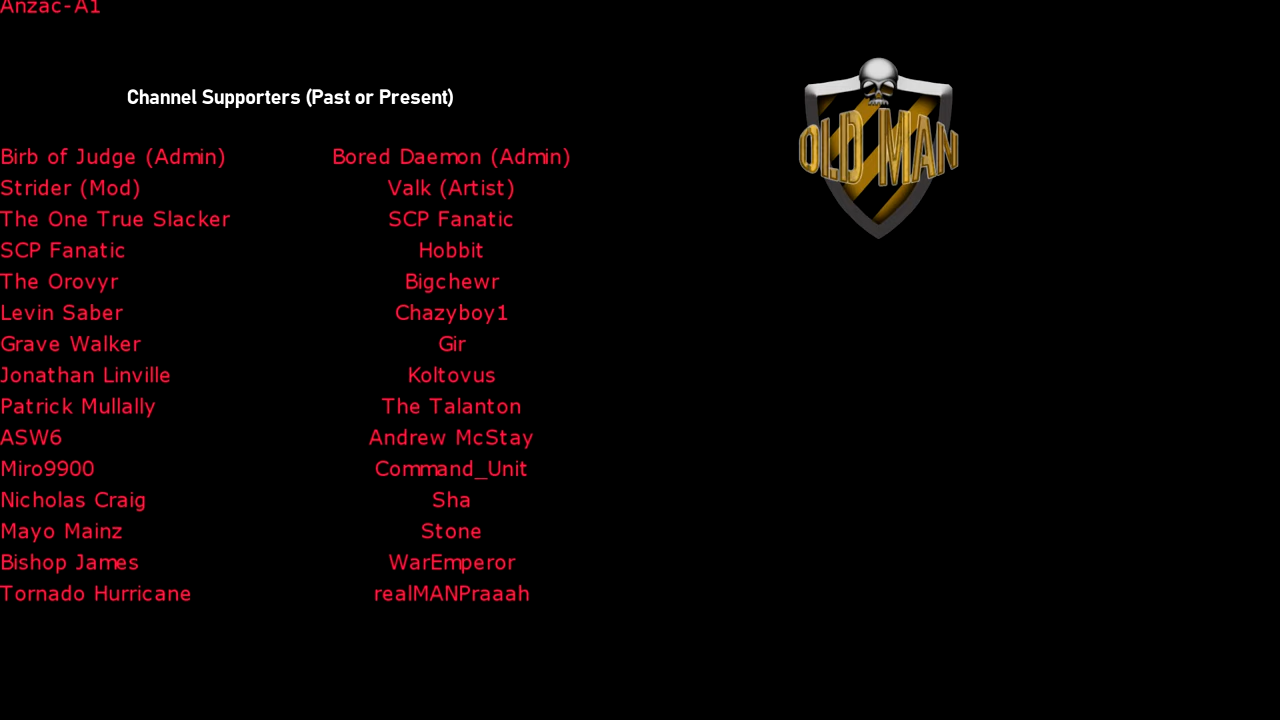 Anzac-A1
Channel Supporters (Past or Present)
Birb of Judge (Admin) Bored Daemon (Admin)
Strider (Mod) Valk (Artist)
The One True Slacker SCP Fanatic
SCP Fanatic Hobbit
The Orovyr Bigchewr
Levin Saber Chazyboy1
Grave Walker Gir
Jonathan Linville Koltovus
Patrick Mullally The Talanton
ASW6 Andrew McStay
Miro9900 Command_Unit
Nicholas Craig Sha
Mayo Mainz Stone
Bishop James WarEmperor
Tornado Hurricane realMANPraaah
OLD MAN